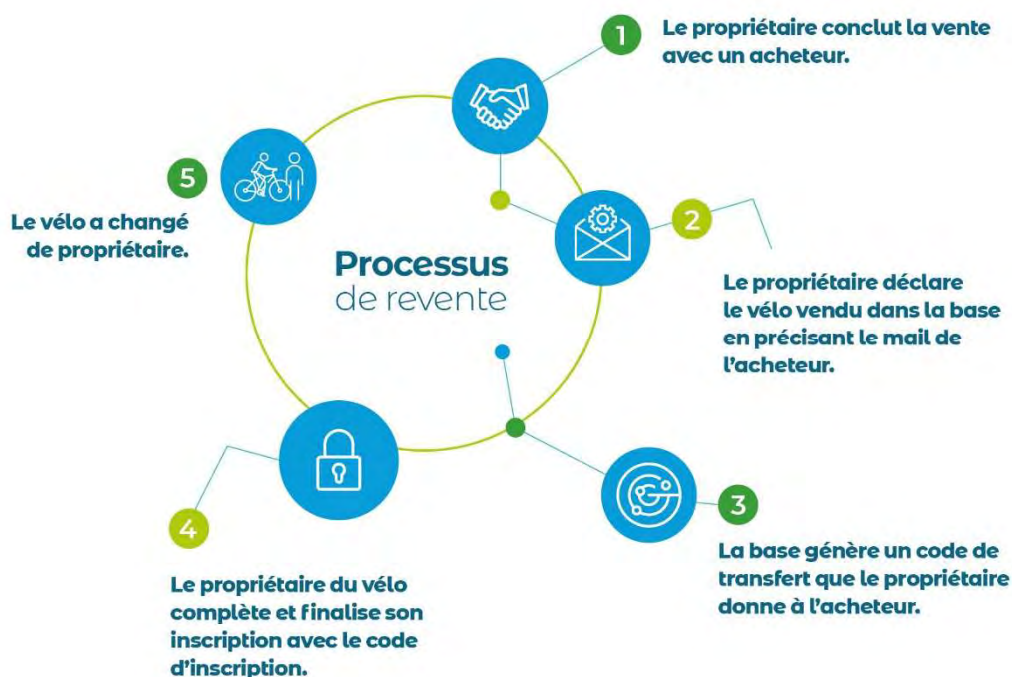 Processus
de revente
1
Le propriétaire conclut la vente
avec un acheteur.
2
Le propriétaire déclare
le vélo vendu dans la base
en précisant le mail de
l'acheteur.
3
La base génère un code de
transfert que le propriétaire
donne à l'acheteur.
4
Le propriétaire du vélo
complète et finalise son
inscription avec le code
d'inscription.
5
Le vélo a changé
de propriétaire.